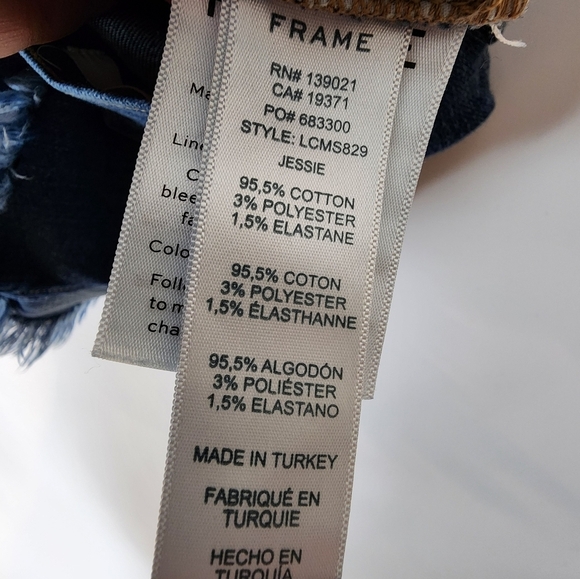 FRAME
RN# 139021
CA# 19371
PO# 683300
STYLE: LCMS829
JESSIE
95,5% COTTON
3% POLYESTER
1,5% ELASTANE
95,5% COTON
3% POLYESTER
1,5% ÉLASTHANNE
95,5% ALGODÓN
3% POLIÉSTER
1,5% ELASTANO
MADE IN TURKEY
FABRIQUÉ EN
TURQUIE
HECHO EN
TURQUÍA
to